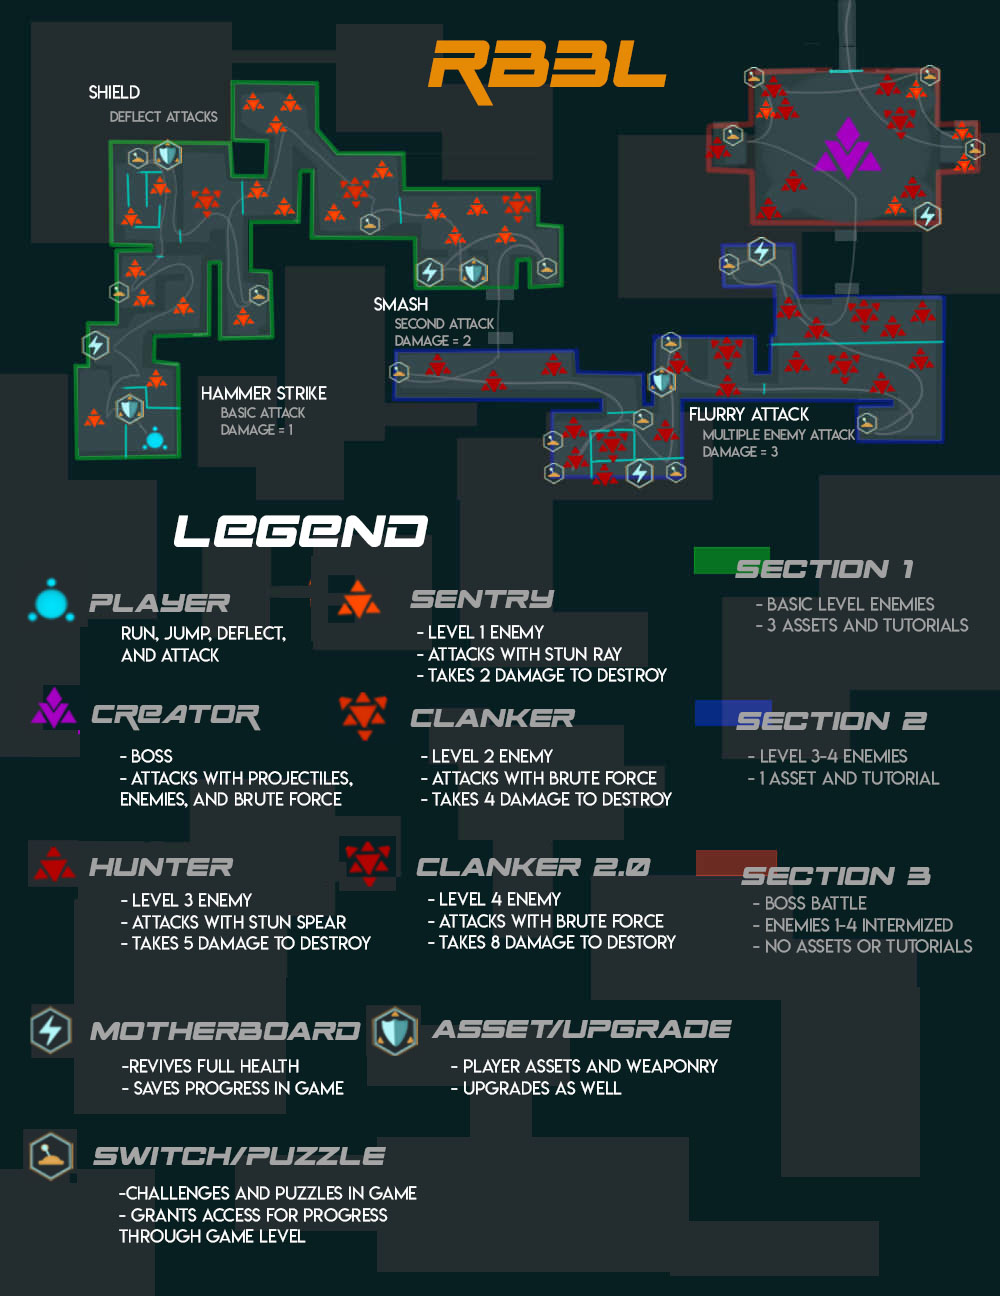 RB3L
SHIELD
DEFLECT ATTACKS
SMASH
SECOND ATTACK
DAMAGE = 2
HAMMER STRIKE
BASIC ATTACK
DAMAGE = 1
FLURRY ATTACK
MULTIPLE ENEMY ATTACK
DAMAGE = 3
LEGEND
PLAYER
RUN, JUMP, DEFLECT,
AND ATTACK
SENTRY
- LEVEL 1 ENEMY
- ATTACKS WITH STUN RAY
- TAKES 2 DAMAGE TO DESTROY
SECTION 1
- BASIC LEVEL ENEMIES
- 3 ASSETS AND TUTORIALS
CREATOR
- BOSS
- ATTACKS WITH PROJECTILES,
ENEMIES, AND BRUTE FORCE
CLANKER
- LEVEL 2 ENEMY
- ATTACKS WITH BRUTE FORCE
- TAKES 4 DAMAGE TO DESTROY
SECTION 2
- LEVEL 3-4 ENEMIES
- 1 ASSET AND TUTORIAL
HUNTER
- LEVEL 3 ENEMY
- ATTACKS WITH STUN SPEAR
- TAKES 5 DAMAGE TO DESTROY
CLANKER 2.0
- LEVEL 4 ENEMY
- ATTACKS WITH BRUTE FORCE
- TAKES 8 DAMAGE TO DESTORY
SECTION 3
- BOSS BATTLE
- ENEMIES 1-4 INTERMIZED
- NO ASSETS OR TUTORIALS
MOTHERBOARD
-REVIVES FULL HEALTH
- SAVES PROGRESS IN GAME
ASSET/UPGRADE
- PLAYER ASSETS AND WEAPONRY
- UPGRADES AS WELL
SWITCH/PUZZLE
-CHALLENGES AND PUZZLES IN GAME
- GRANTS ACCESS FOR PROGRESS
THROUGH GAME LEVEL